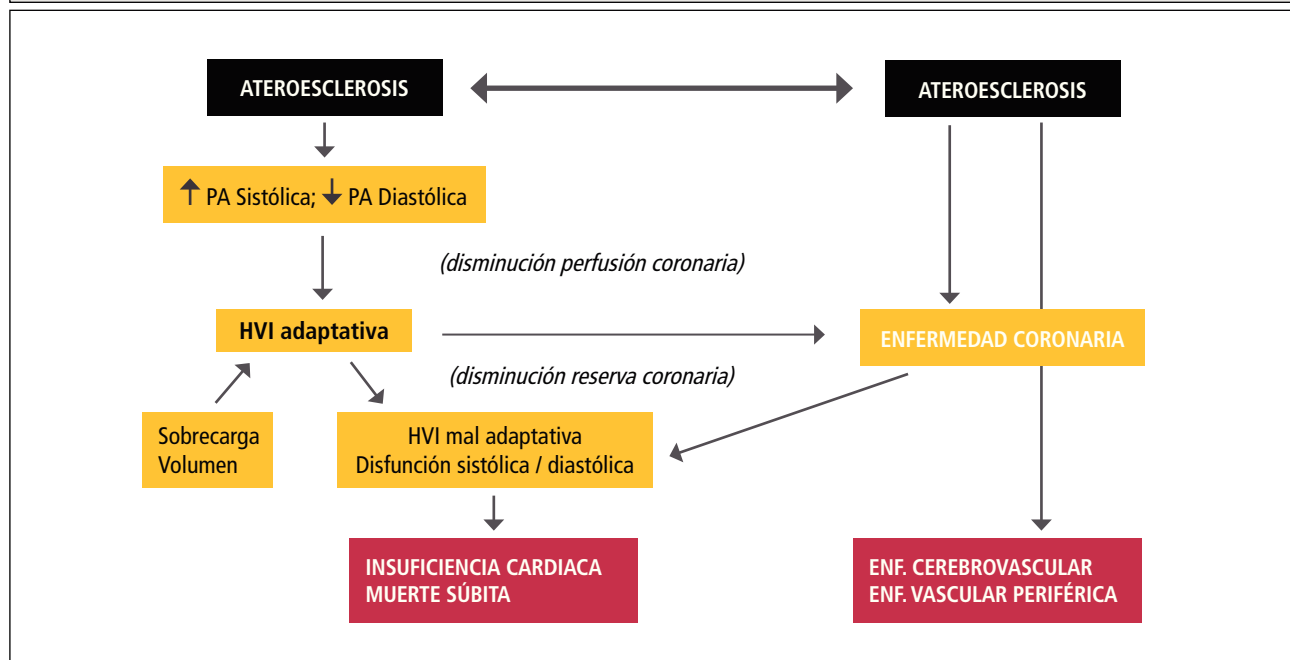 ATEROESCLEROSIS
ATEROESCLEROSIS
↑ PA Sistólica; ↓ PA Diastólica
(disminución perfusión coronaria)
HVI adaptativa
ENFERMEDAD CORONARIA
(disminución reserva coronaria)
Sobrecarga
Volumen
HVI mal adaptativa
Disfunción sistólica / diastólica
INSUFICIENCIA CARDIACA
MUERTE SÚBITA
ENF. CEREBROVASCULAR
ENF. VASCULAR PERIFÉRICA